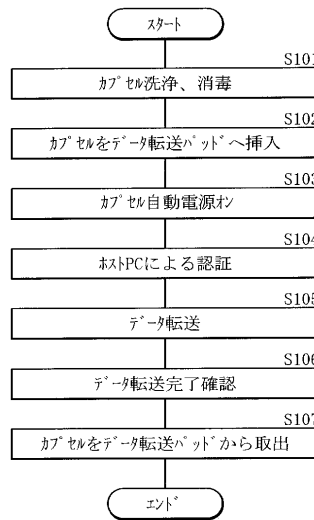 スタート
S101
カプセル洗浄、消毒
S102
カプセルをデータ転送パッドへ挿入
S103
カプセル自動電源オン
S104
ホストPCによる認証
S105
データ転送
S106
データ転送完了確認
S107
カプセルをデータ転送パッドから取出
エンド